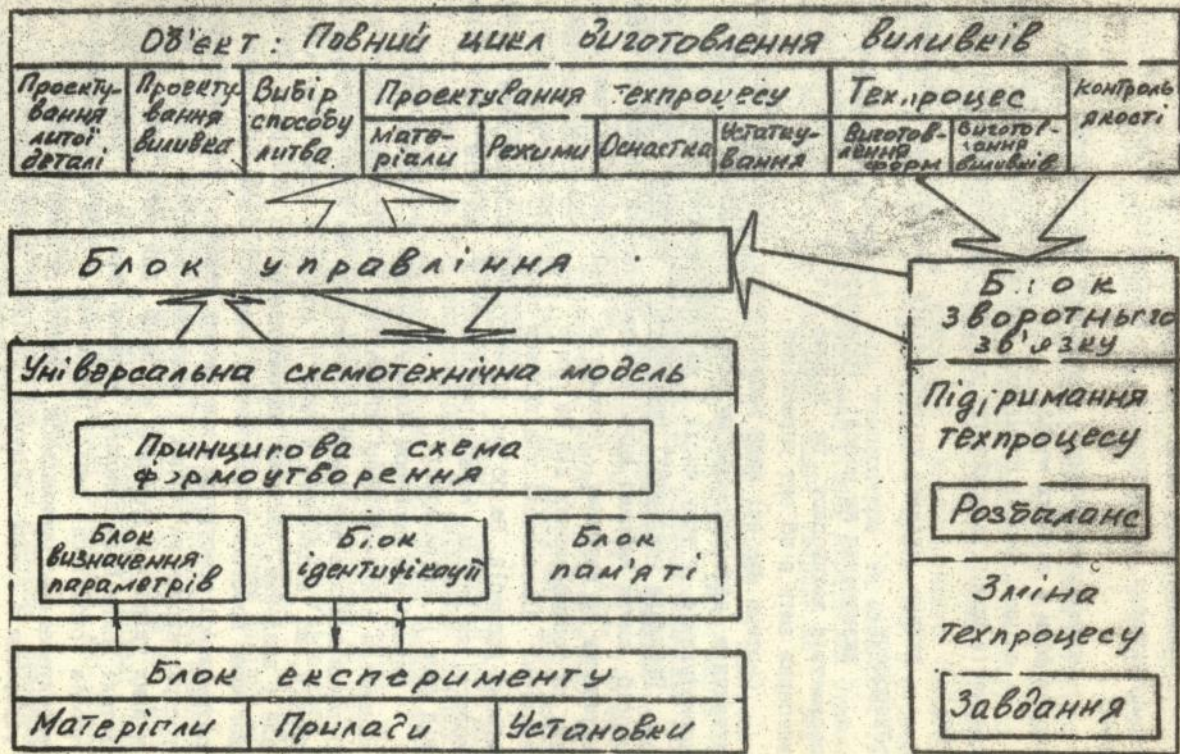 Об'єкт: Повний цикл виготовлення виливків
Проекту-
вання
литої
деталі
Проекту-
вання
виливка
Вибір
способу
литва
Проектування техпроцесу
Мате-
ріали
Режими
Оснастка
Устатку-
вання
Техпроцес
Виготов-
лення
форм
Виготов-
лення
виливків
контроль
якості
Блок управління
Блок
зворотнього
зв'язку
Універсальна схемотехнічна модель
Принципова схема
формоутворення
Блок
визначення
параметрів
Блок
ідентифікації
Блок
пам'яті
Підтримання
техпроцесу
Розбаланс
Зміна
техпроцесу
Завдання
Блок експерименту
Матеріали
Прилади
Установки